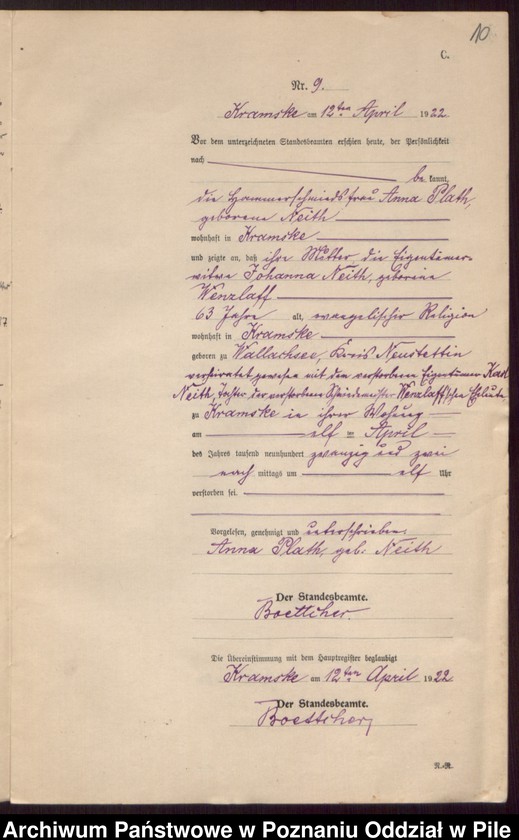 10
C.
Nr. 9.
Kramske am 12ten April 1922
Vor dem unterzeichneten Standesbeamten erschien heute, der Persönlichkeit
nach
be kannt,
die Hammerschmiedsfrau Anna Plath,
geborene Neith
wohnhaft in Kramske
und zeigte an, daß ihre Mutter, die Eigentümer-
witwe Johanna Neith, geborene
Wenzlaff
63 Jahre alt, evangelischer Religion
wohnhaft in Kramske
geboren zu Wallachsee, Kreis Neustettin
verheiratet gewesen mit dem verstorbenen Eigentümer Karl
Neith, Tochter der verstorbenen Wenzlaff'schen Eheleute
zu Kramske in ihrer Wohnung
am elf ten April
des Jahres tausend neunhundert zwanzig und zwei
nach mittags um elf Uhr
verstorben sei.
Vorgelesen, genehmigt und unterschrieben.
Anna Plath, geb. Neith
Der Standesbeamte.
Boettcher.
Die Übereinstimmung mit dem Hauptregister beglaubigt
Kramske am 12ten April 1922
Der Standesbeamte.
Boettcher
Archiwum Państwowe w Poznaniu Oddział w Pile